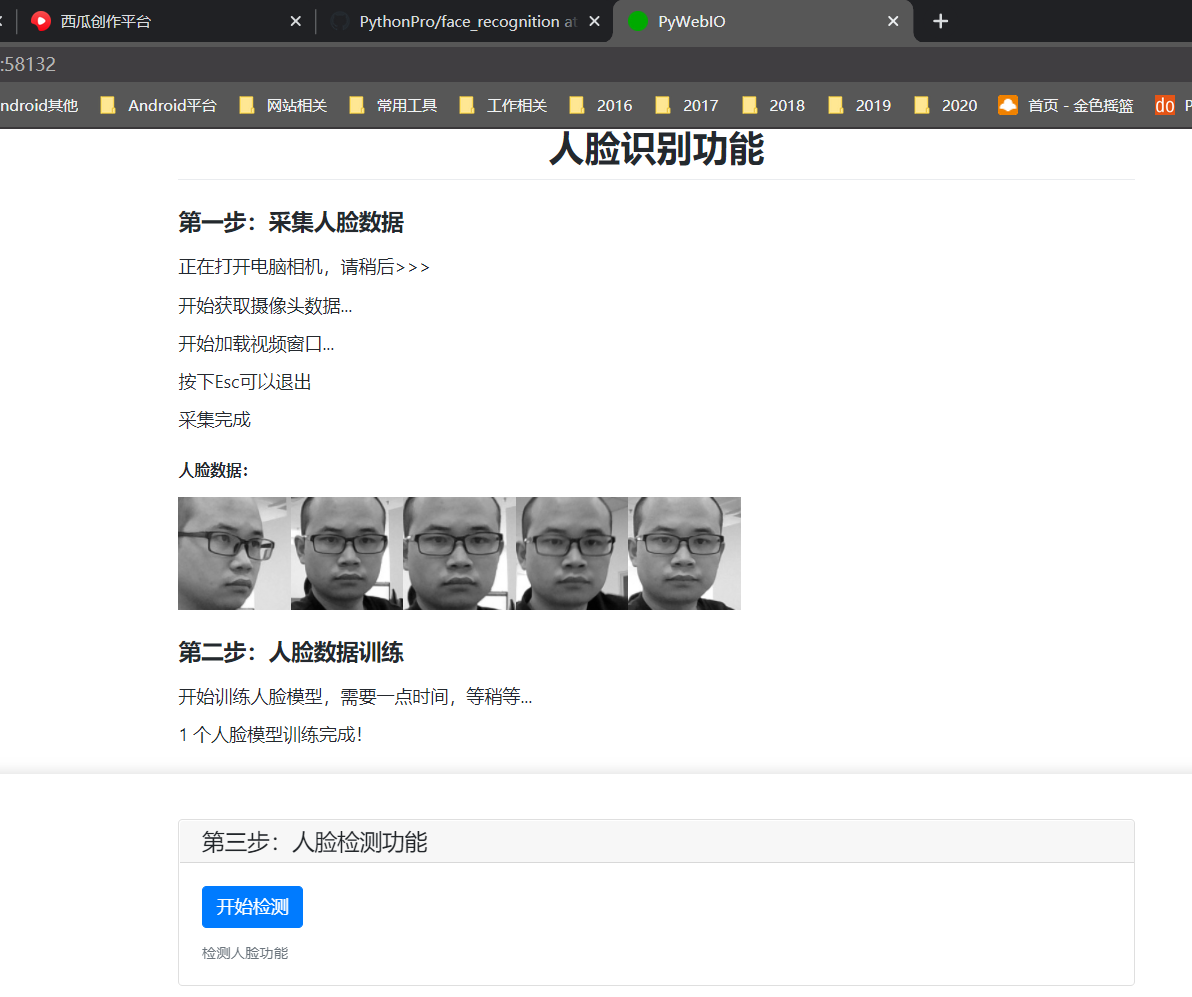 西瓜创作平台 PythonPro/face_recognition at PyWebIO
:58132
ndroid其他 Android平台 网站相关 常用工具 工作相关 2016 2017 2018 2019 2020 首页 - 金色摇篮 do P
人脸识别功能
第一步：采集人脸数据
正在打开电脑相机，请稍后>>>
开始获取摄像头数据...
开始加载视频窗口...
按下Esc可以退出
采集完成
人脸数据：
第二步：人脸数据训练
开始训练人脸模型，需要一点时间，等稍等...
1 个人脸模型训练完成！
第三步：人脸检测功能
开始检测
检测人脸功能